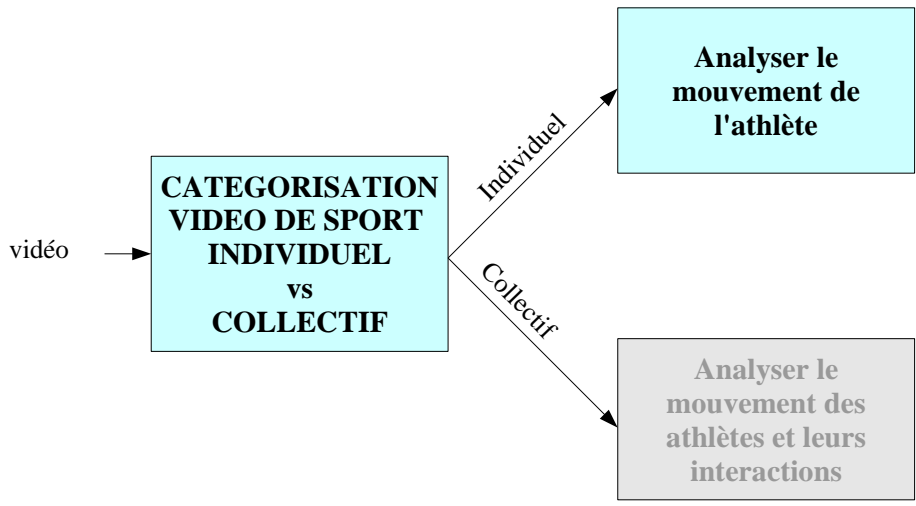 vidéo
CATEGORISATION
VIDEO DE SPORT
INDIVIDUEL
vs
COLLECTIF
Individuel
Analyser le
mouvement de
l'athlète
Collectif
Analyser le
mouvement des
athlètes et leurs
interactions